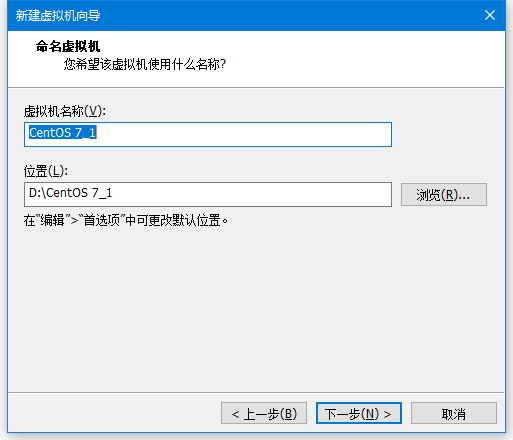 新建虚拟机向导
命名虚拟机
您希望该虚拟机使用什么名称?
虚拟机名称(V):
CentOS 7_1
位置(L):
D:\CentOS 7_1
浏览(R)...
在“编辑”>“首选项”中可更改默认位置。
< 上一步(B)
下一步(N) >
取消